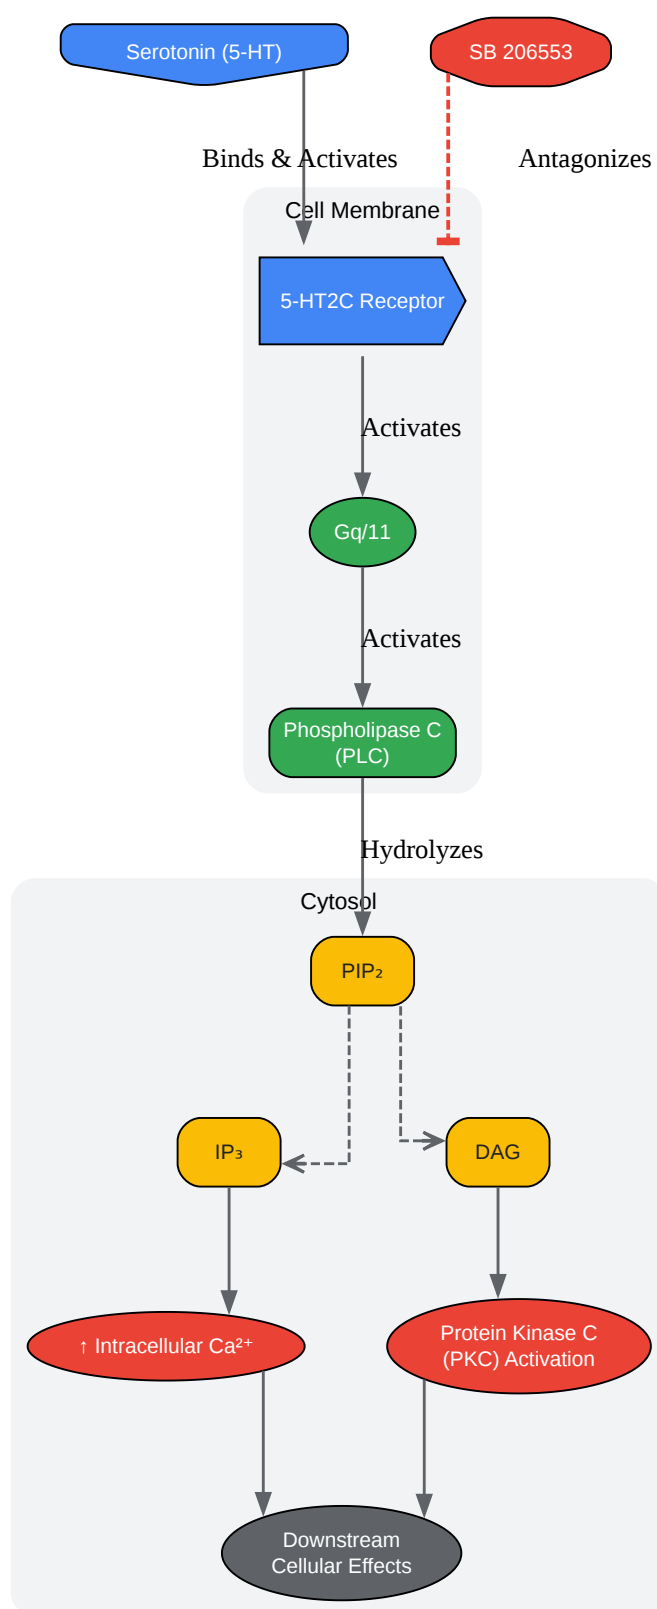 Serotonin (5-HT)
SB 206553
Binds & Activates
Antagonizes
Cell Membrane
5-HT2C Receptor
Activates
Gq/11
Activates
Phospholipase C
(PLC)
Hydrolyzes
Cytosol
PIP₂
IP₃
DAG
↑ Intracellular Ca²⁺
Protein Kinase C
(PKC) Activation
Downstream
Cellular Effects